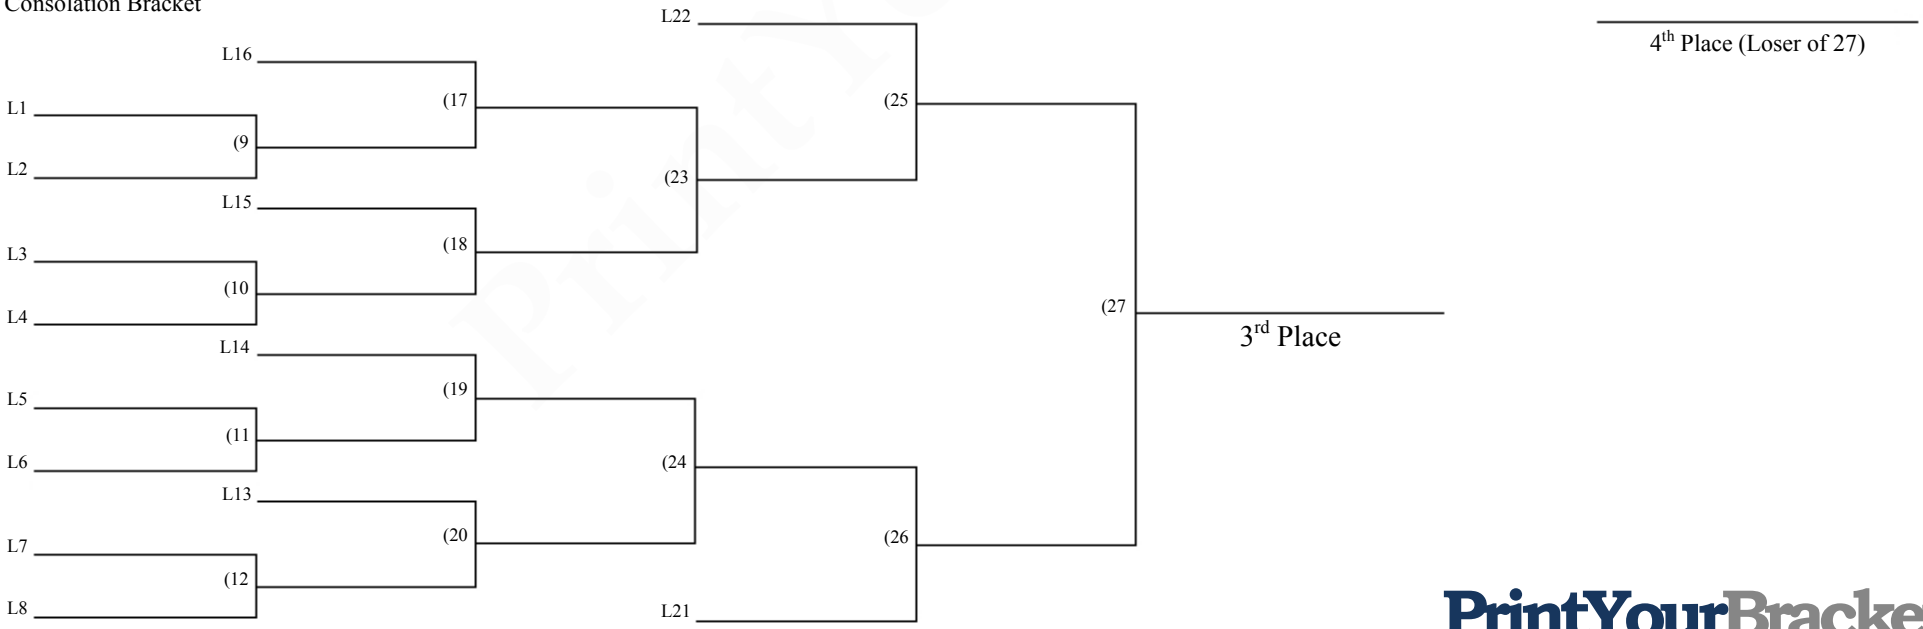 Consolation Bracket
L22
4th Place (Loser of 27)
L16
(17
(25
L1
(9
L2
(23
L15
(18
L3
(10
(27
L4
3rd Place
L14
(19
L5
(11
L6
(24
L13
(20
(26
L7
(12
L8
L21
PrintYourBracke